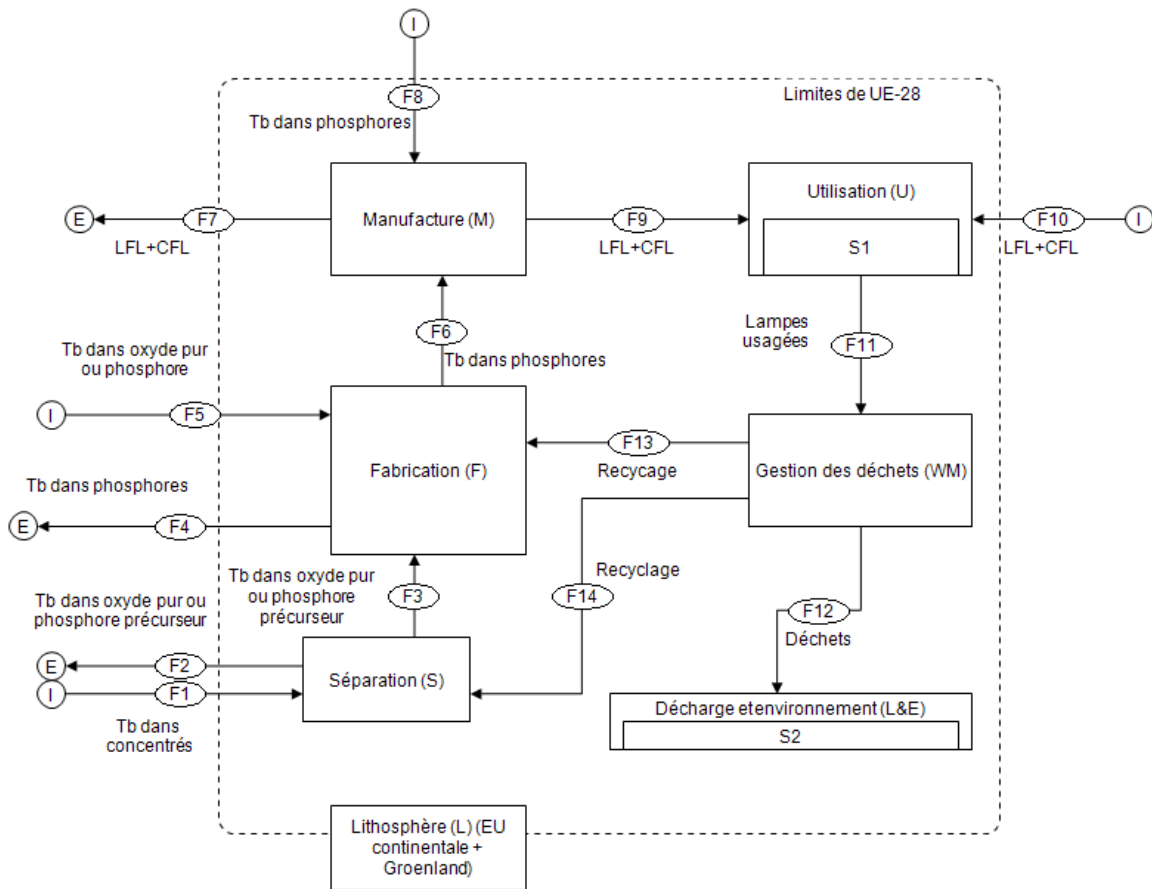 I
Limites de UE-28
F8
Tb dans phosphores
Manufacture (M)
Utilisation (U)
S1
E
F7
LFL+CFL
F9
LFL+CFL
F10
I
LFL+CFL
Lampes
usagées
F11
F6
Tb dans phosphores
Tb dans oxyde pur
ou phosphore
I
F5
Fabrication (F)
F13
Recycage
Gestion des déchets (WM)
Tb dans phosphores
E
F4
Tb dans oxyde pur
ou phosphore
précurseur
F3
Recyclage
F14
F12
Déchets
Tb dans oxyde pur ou
phosphore précurseur
E
F2
I
F1
Séparation (S)
Tb dans
concentrés
Décharge etenvironnement (L&E)
S2
Lithosphère (L) (EU
continentale +
Groenland)